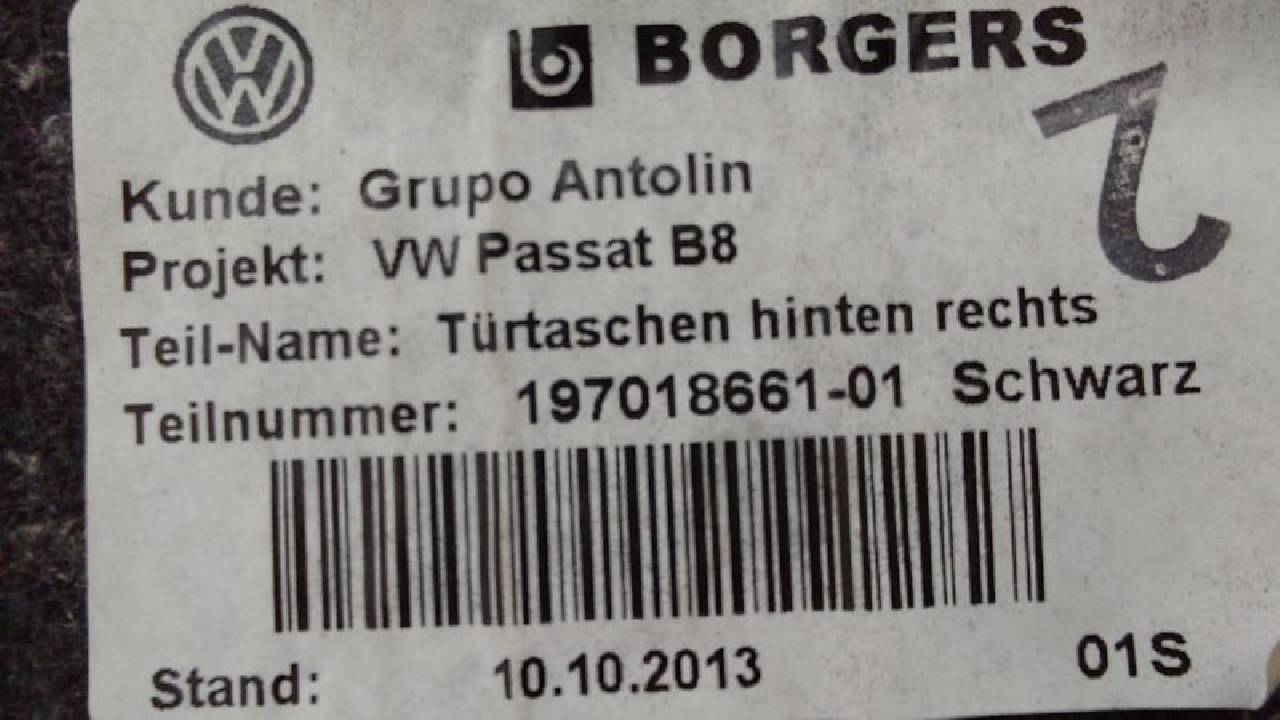 BORGERS
Kunde: Grupo Antolin
Projekt: VW Passat B8
Teil-Name: Türtaschen hinten rechts
Teilnummer: 197018661-01 Schwarz
Stand: 10.10.2013 01S